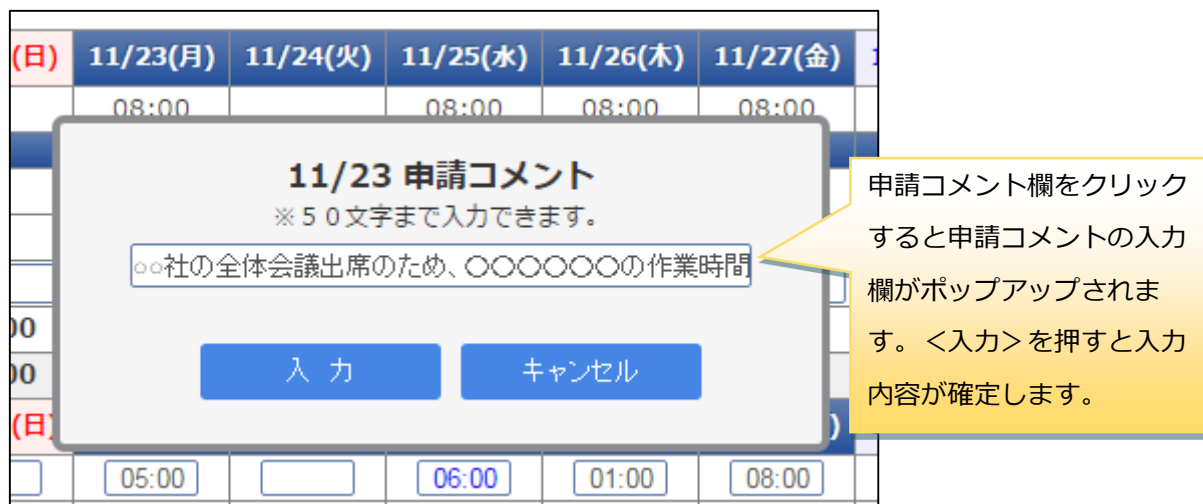 (日) 11/23(月) 11/24(火) 11/25(水) 11/26(木) 11/27(金)
08:00 08:00 08:00 08:00
11/23 申請コメント
※50文字まで入力できます。
○○社の全体会議出席のため、〇〇〇〇〇〇の作業時間
入 力 キャンセル
申請コメント欄をクリック
すると申請コメントの入力
欄がポップアップされま
す。<入力>を押すと入力
内容が確定します。
00
00
(日) )
05:00 06:00 01:00 08:00